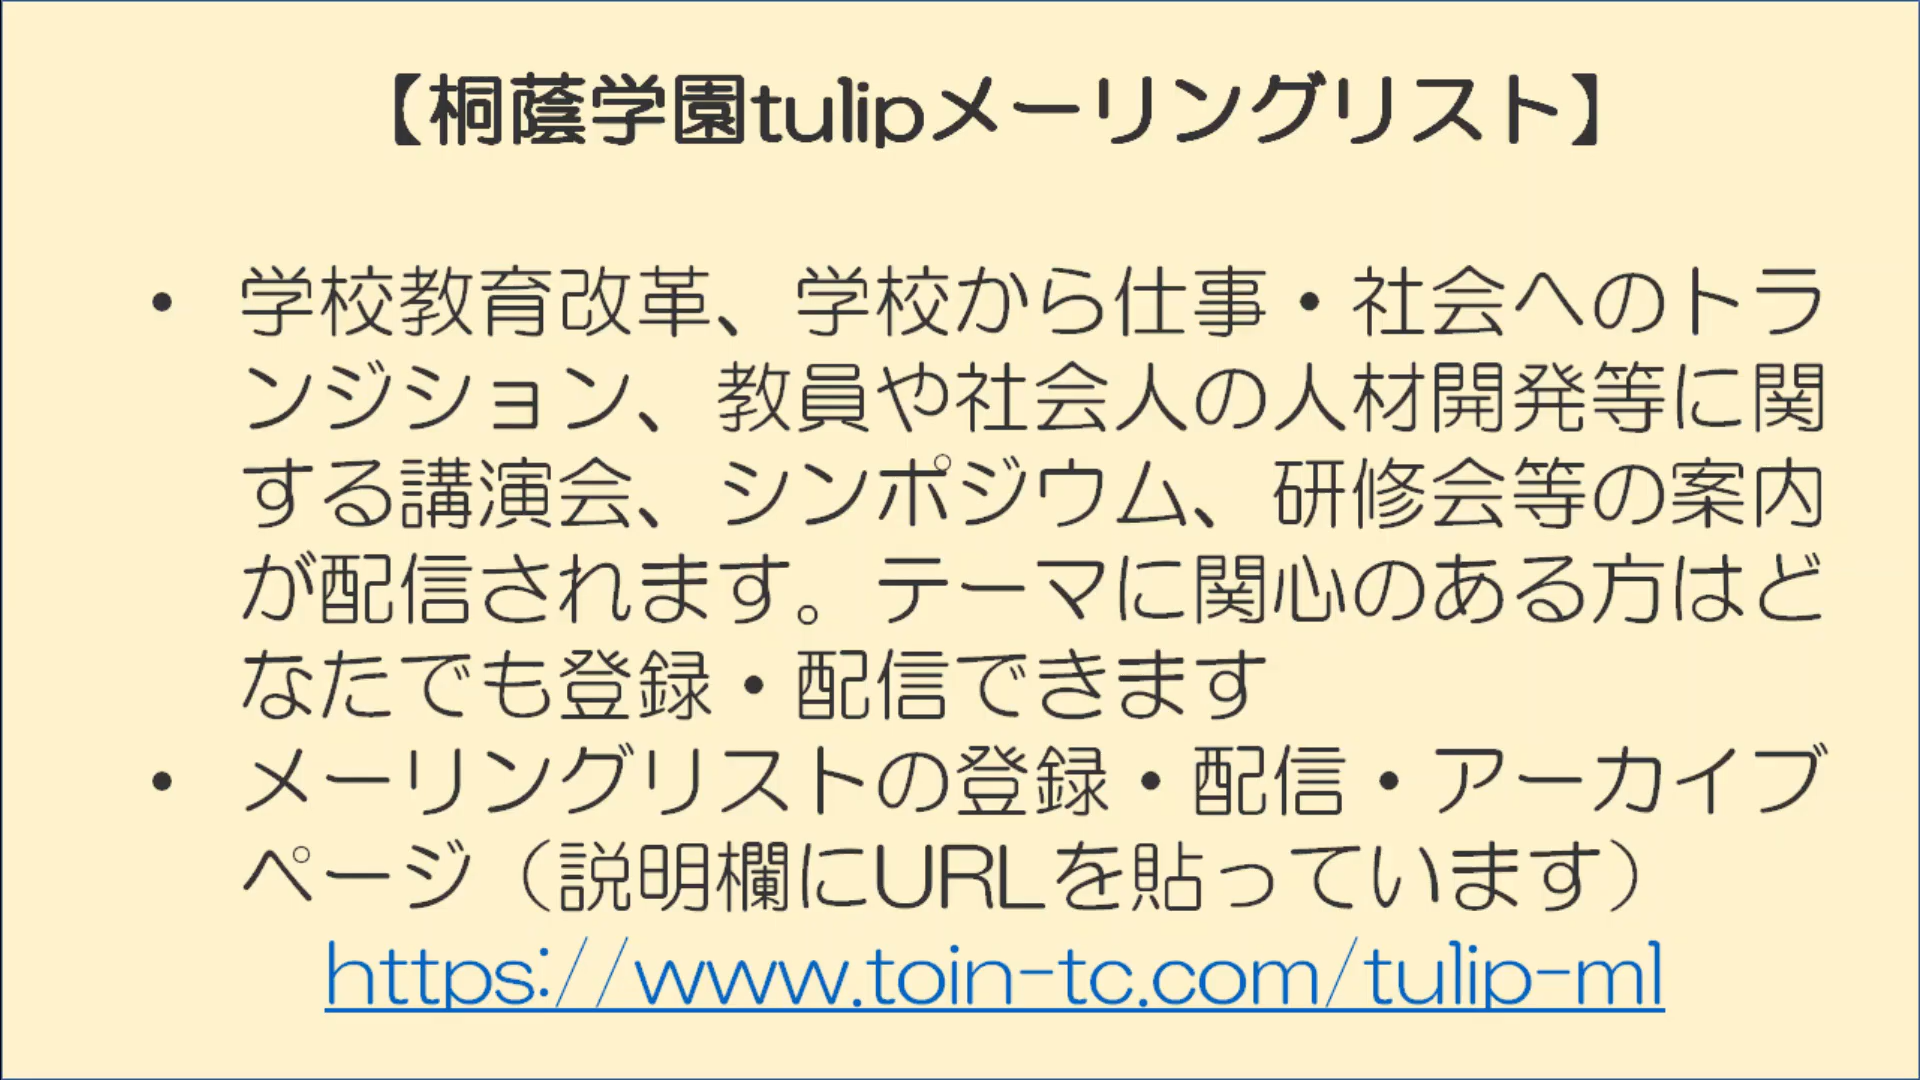 【桐蔭学園tulipメーリングリスト】
• 学校教育改革、学校から仕事・社会へのトラ
ンジション、教員や社会人の人材開発等に関
する講演会、シンポジウム、研修会等の案内
が配信されます。テーマに関心のある方はど
なたでも登録・配信できます
• メーリングリストの登録・配信・アーカイブ
ページ（説明欄にURLを貼っています）
https://www.toin-tc.com/tulip-ml